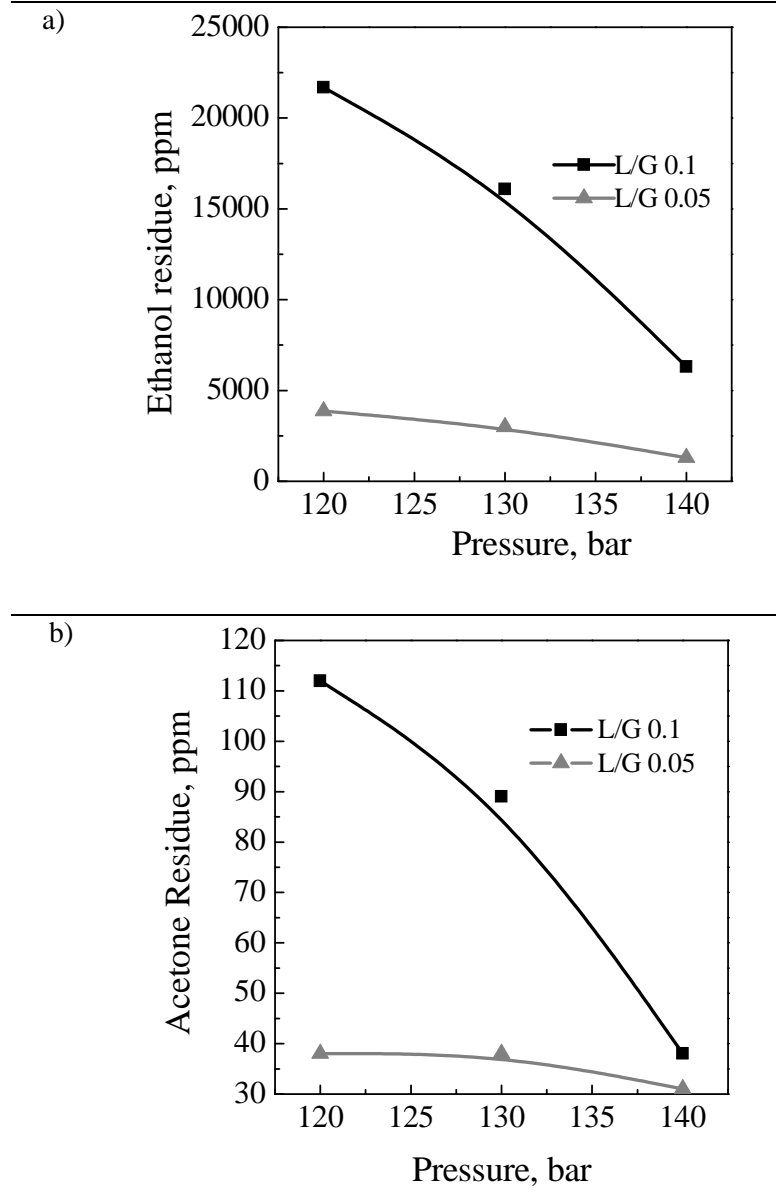 a)
Ethanol residue, ppm
25000
20000
15000
10000
5000
0
L/G 0.1
L/G 0.05
120 125 130 135 140
Pressure, bar
b)
Acetone Residue, ppm
120
110
100
90
80
70
60
50
40
30
L/G 0.1
L/G 0.05
120 125 130 135 140
Pressure, bar